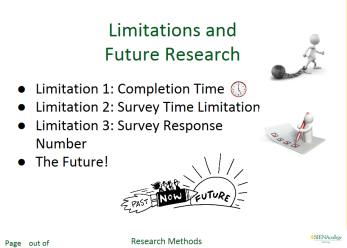 Limitations and
Future Research
● Limitation 1: Completion Time
● Limitation 2: Survey Time Limitation
● Limitation 3: Survey Response
Number
● The Future!
PAST NOW FUTURE
Page out of
Research Methods
SIENAcollege